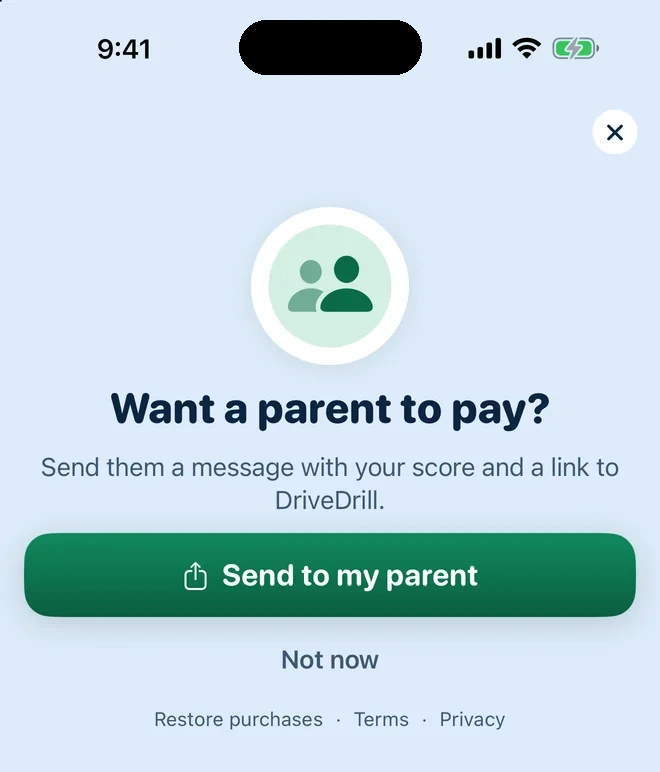 9:41
Want a parent to pay?
Send them a message with your score and a link to
DriveDrill.
Send to my parent
Not now
Restore purchases · Terms · Privacy